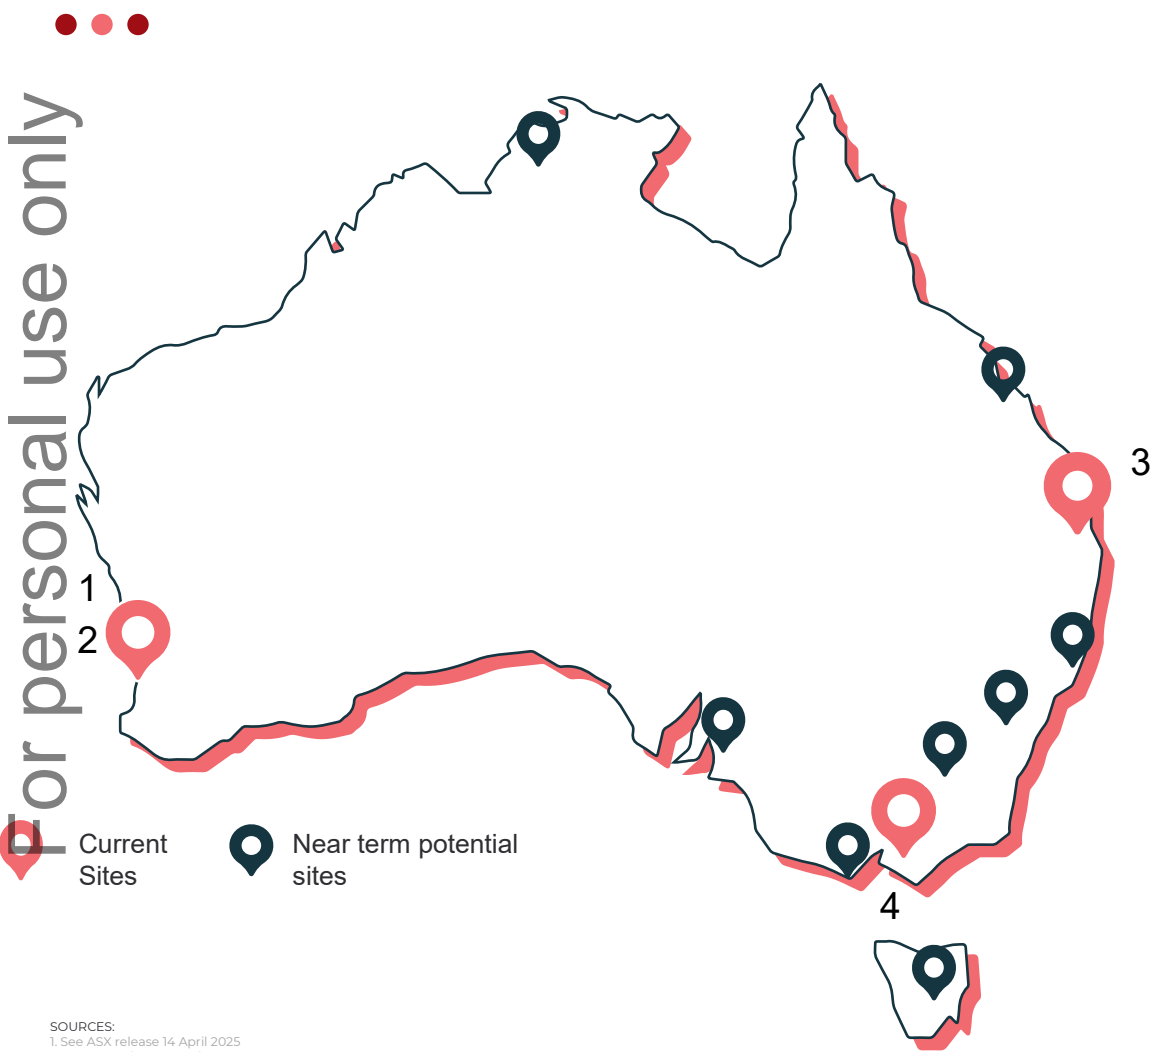 For personal use only
3
1
2
Current
Sites
Near term potential
sites
4
SOURCES:
1. See ASX release 14 April 2025